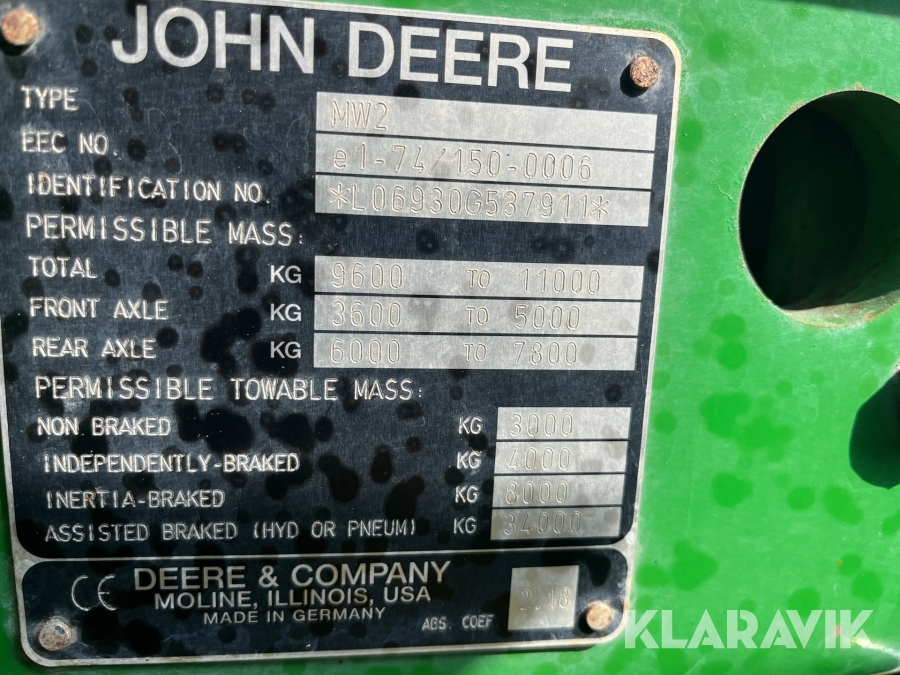 JOHN DEERE
TYPE MW2
EEC NO. e1-74/150-0006
IDENTIFICATION NO. *L06930G537911*
PERMISSIBLE MASS:
TOTAL KG 9600 TO 11000
FRONT AXLE KG 3600 TO 5000
REAR AXLE KG 6000 TO 7800
PERMISSIBLE TOWABLE MASS:
NON BRAKED KG 3000
INDEPENDENTLY-BRAKED KG 4000
INERTIA-BRAKED KG 8000
ASSISTED BRAKED (HYD OR PNEUM) KG 34000
CE DEERE & COMPANY
MOLINE, ILLINOIS, USA
MADE IN GERMANY
ABS. COEF
KLARAVIK